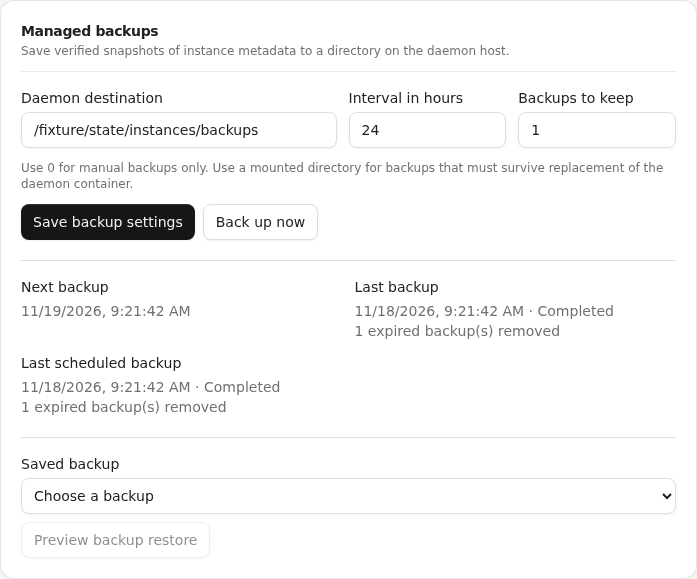 Managed backups
Save verified snapshots of instance metadata to a directory on the daemon host.
Daemon destination
Interval in hours
Backups to keep
/fixture/state/instances/backups
24
1
Use 0 for manual backups only. Use a mounted directory for backups that must survive replacement of the
daemon container.
Save backup settings
Back up now
Next backup
11/19/2026, 9:21:42 AM
Last backup
11/18/2026, 9:21:42 AM · Completed
1 expired backup(s) removed
Last scheduled backup
11/18/2026, 9:21:42 AM · Completed
1 expired backup(s) removed
Saved backup
Choose a backup
Preview backup restore